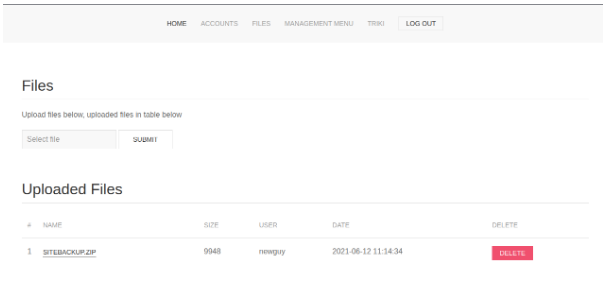 HOME ACCOUNTS FILES MANAGEMENT MENU TRIKI LOG OUT
Files
Upload files below, uploaded files in table below
Select file SUBMIT
Uploaded Files
# NAME SIZE USER DATE DELETE
1 SITEBACKUP.ZIP 9948 newguy 2021-06-12 11:14:34 DELETE